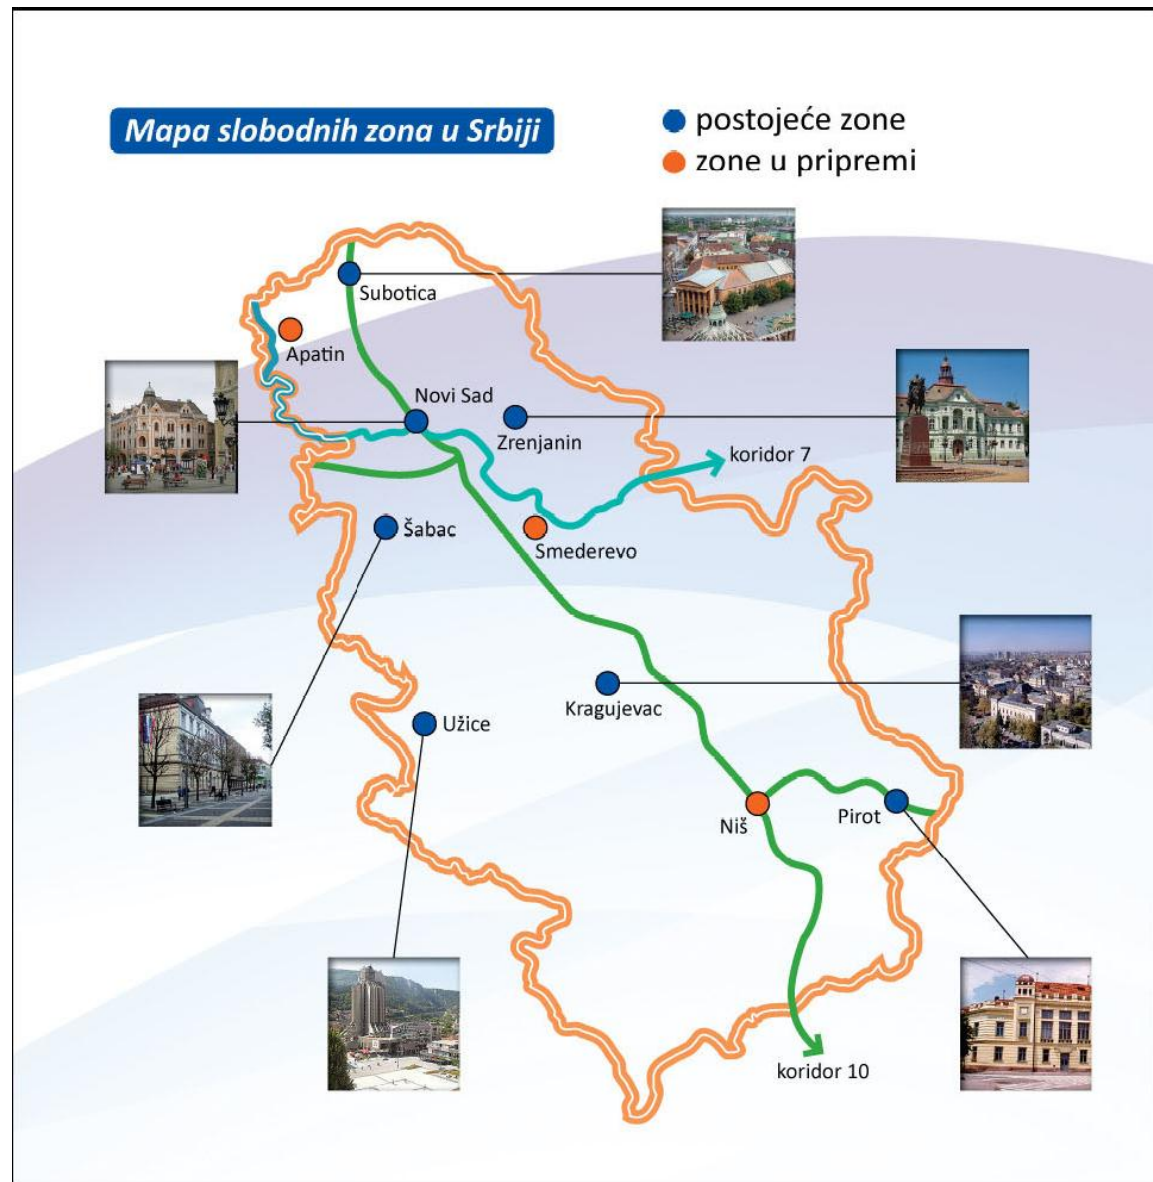 Mapa slobodnih zona u Srbiji
postojeće zone
zone u pripremi
Subotica
Apatin
Novi Sad
Zrenjanin
koridor 7
Šabac
Smederevo
Kragujevac
Užice
Niš
Pirot
koridor 10